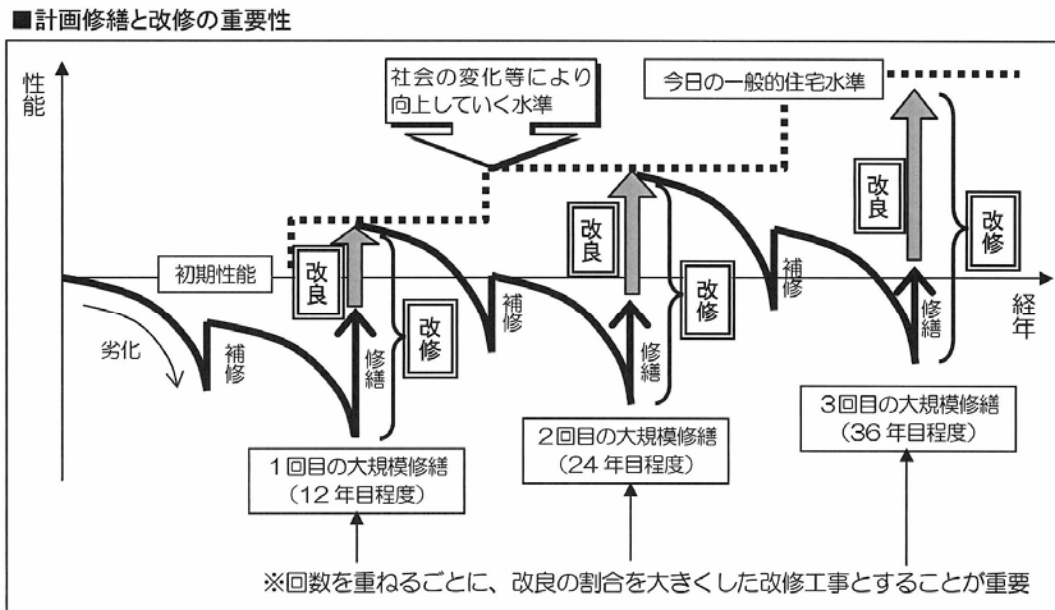 ■計画修繕と改修の重要性
性能
社会の変化等により
向上していく水準
今日の一般的住宅水準
改良
改修
改良
改修
改良
改修
初期性能
劣化
補修
修繕
補修
修繕
補修
修繕
経年
1回目の大規模修繕
(12年目程度)
2回目の大規模修繕
(24年目程度)
3回目の大規模修繕
(36年目程度)
※回数を重ねるごとに、改良の割合を大きくした改修工事とすることが重要